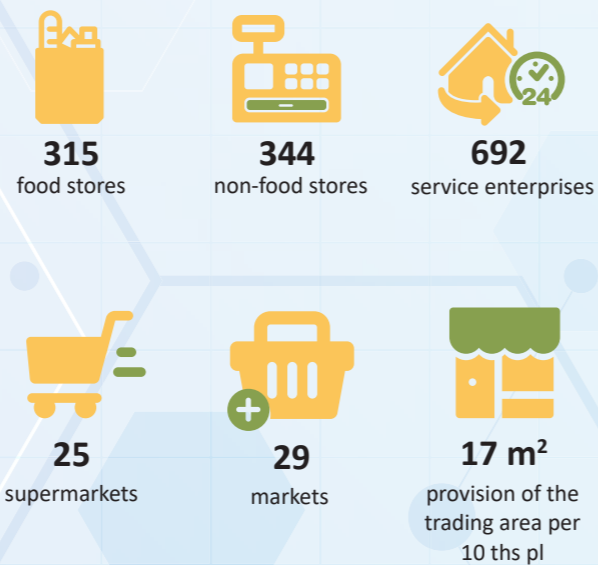 24
315
food stores
344
non-food stores
692
service enterprises
25
supermarkets
29
markets
17 m²
provision of the
trading area per
10 ths pl